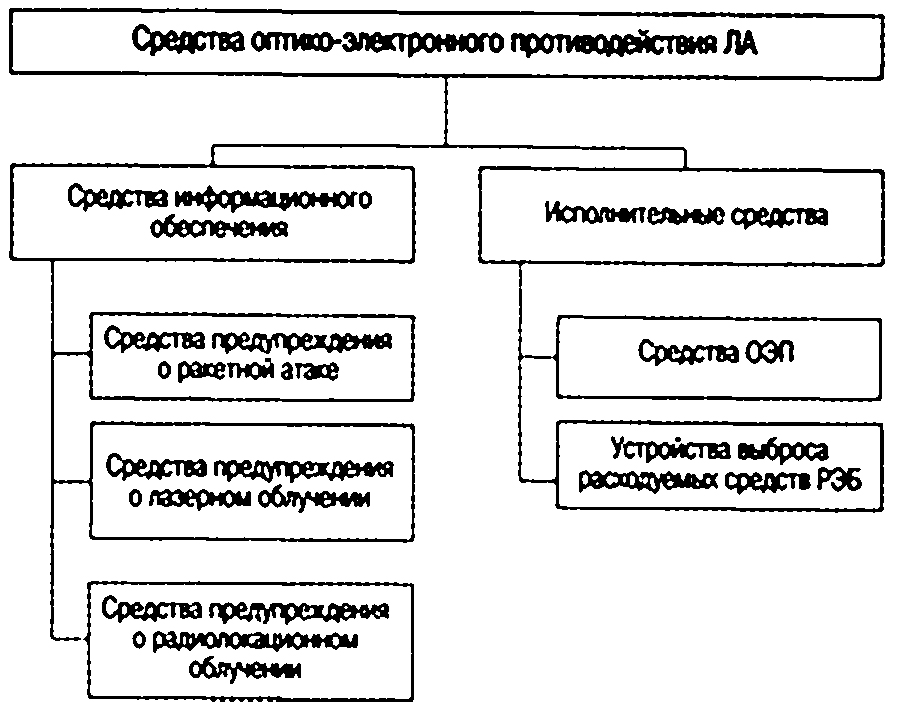 Средства оптико-электронного противодействия ЛА
Средства информационного
обеспечения
Исполнительные средства
Средства предупреждения
о ракетной атаке
Средства ОЭП
Средства предупреждения
о лазерном облучении
Устройства выброса
расходуемых средств РЭБ
Средства предупреждения
о радиолокационном
облучении